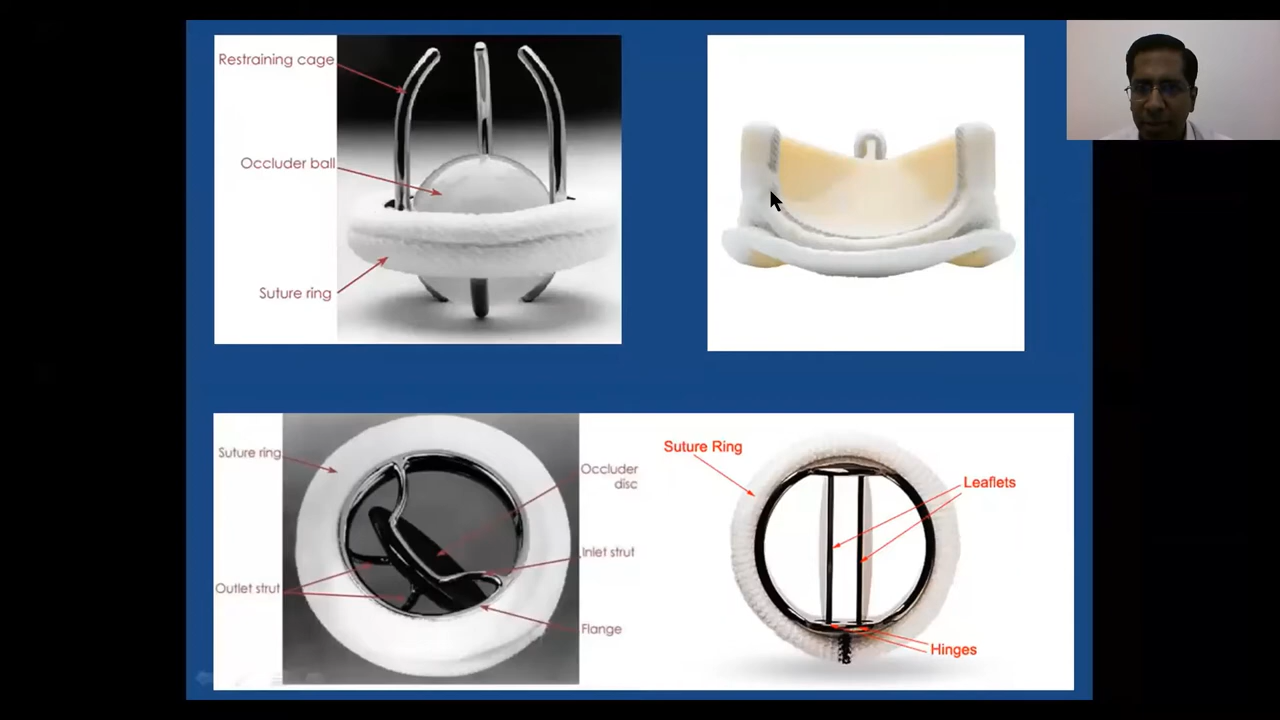 Restraining cage
Occluder ball
Suture ring
Suture ring
Occluder
disc
Inlet strut
Outlet strut
Flange
Suture Ring
Leaflets
Hinges